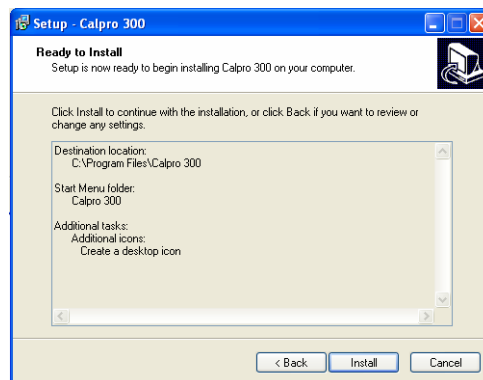 Setup - Calpro 300
Ready to Install
Setup is now ready to begin installing Calpro 300 on your computer.
Click Install to continue with the installation, or click Back if you want to review or
change any settings.
Destination location:
C:\Program Files\Calpro 300
Start Menu folder:
Calpro 300
Additional tasks:
Additional icons:
Create a desktop icon
< Back
Install
Cancel